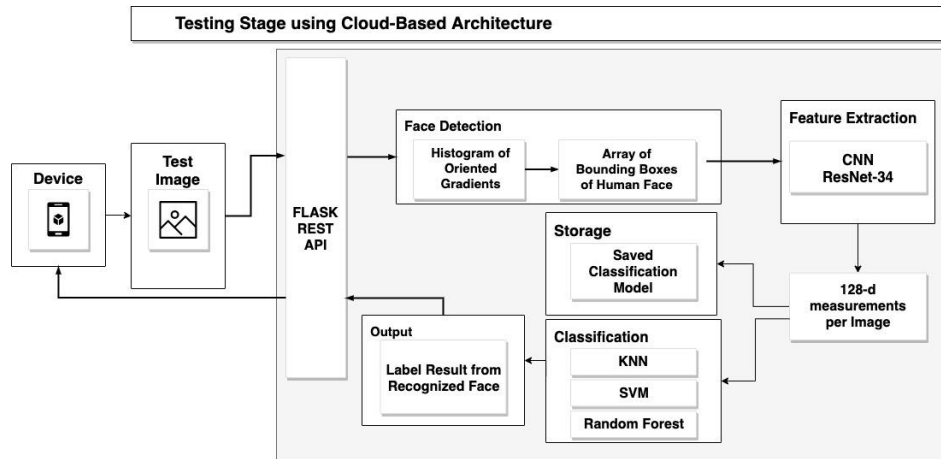 Testing Stage using Cloud-Based Architecture
Device
Test
Image
FLASK
REST
API
Face Detection
Histogram of
Oriented
Gradients
Array of
Bounding Boxes
of Human Face
Feature Extraction
CNN
ResNet-34
128-d
measurements
per Image
Storage
Saved
Classification
Model
Classification
KNN
SVM
Random Forest
Output
Label Result from
Recognized Face